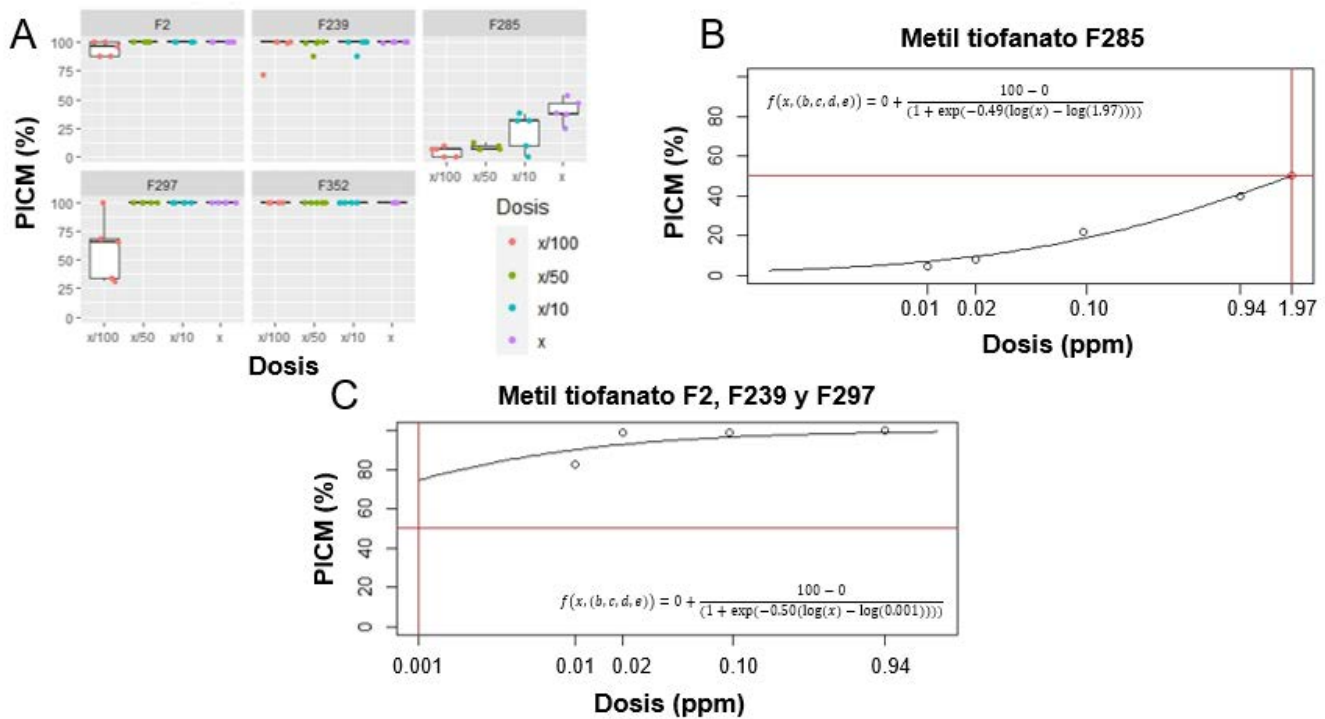 A
F2
F239
F285
PICM (%)
100
75
50
25
0
x/100
x/50
x/10
x
F297
F352
100
75
50
25
0
x/100
x/50
x/10
x
x/100
x/50
x/10
x
Dosis
Dosis
x/100
x/50
x/10
x
B
Metil tiofanato F285
f(x,(b,c,d,e)) = 0 + 100 − 0 / (1 + exp(−0.49(log(x) − log(1.97))))
PICM (%)
80
60
40
20
0
0.01
0.02
0.10
0.94
1.97
Dosis (ppm)
C
Metil tiofanato F2, F239 y F297
PICM (%)
80
60
40
20
0
f(x,(b,c,d,e)) = 0 + 100 − 0 / (1 + exp(−0.50(log(x) − log(0.001))))
0.001
0.01
0.02
0.10
0.94
Dosis (ppm)